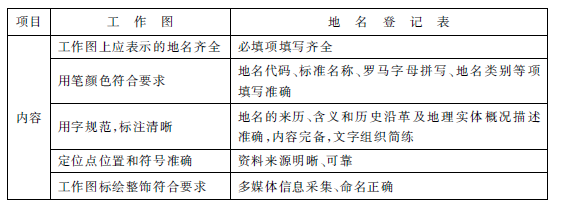 项目 工作图 地名登记表
内容
工作图上应表示的地名齐全 必填项填写齐全
用笔颜色符合要求 地名代码、标准名称、罗马字母拼写、地名类别等项
填写准确
用字规范,标注清晰 地名的来历、含义和历史沿革及地理实体概况描述
准确,内容完备,文字组织简练
定位点位置和符号准确 资料来源明晰、可靠
工作图标绘整饰符合要求 多媒体信息采集、命名正确